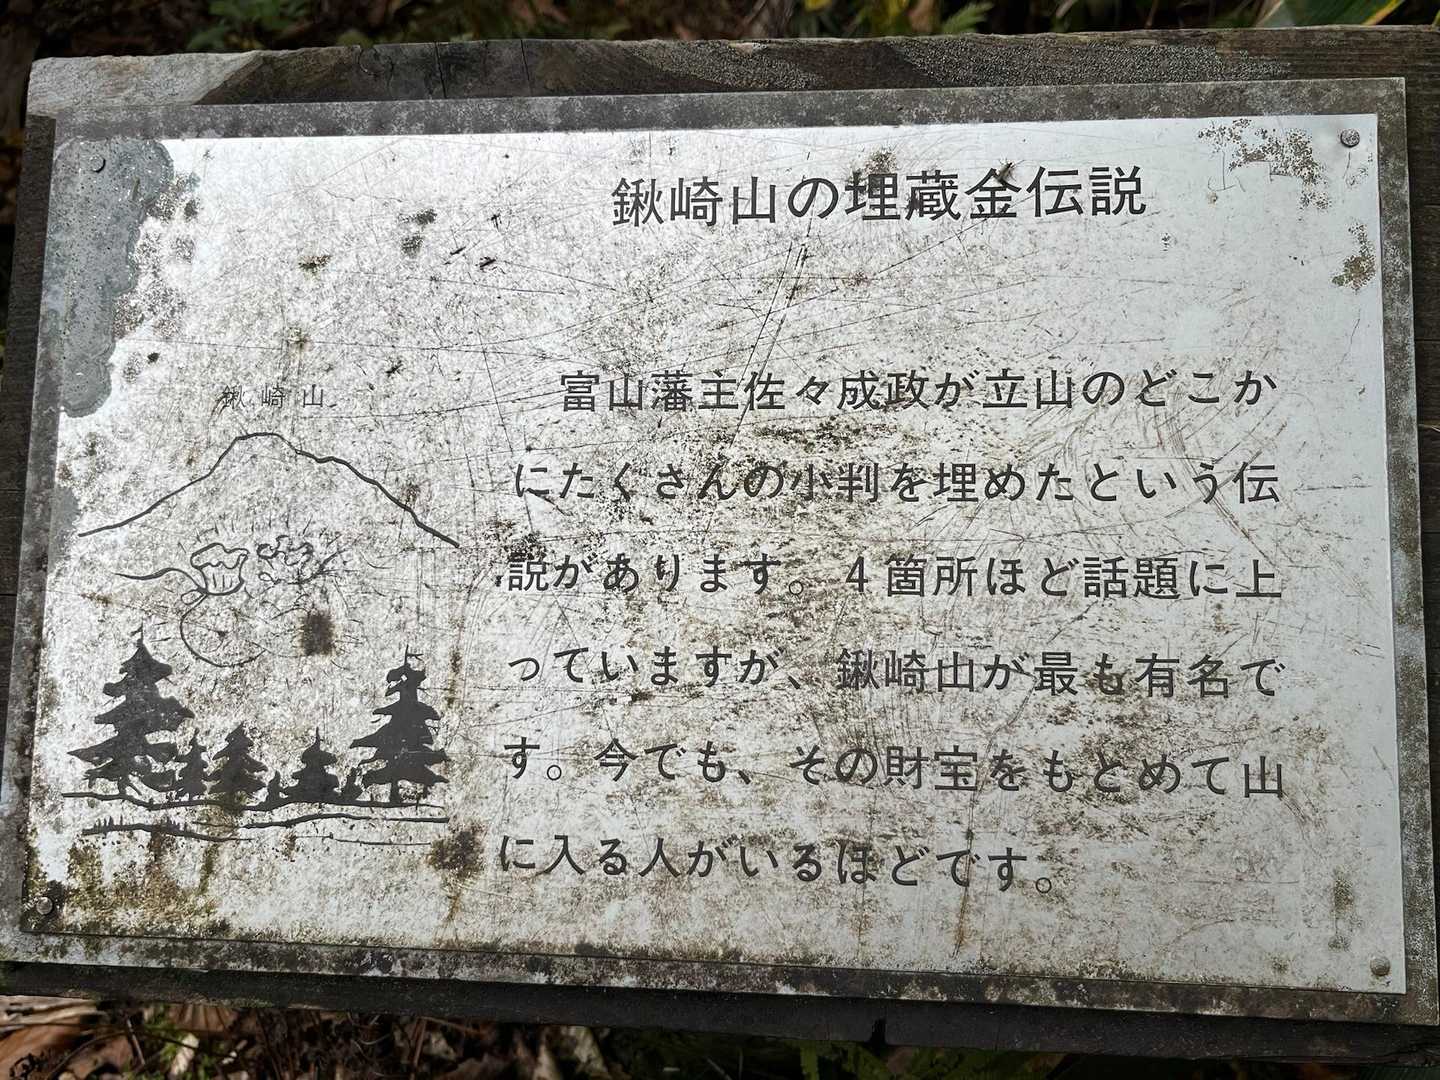 鍬崎山の埋蔵金伝説
鍬崎山
富山藩主佐々成政が立山のどこか
にたくさんの小判を埋めたという伝
説があります。4箇所ほど話題に上
っていますが、鍬崎山が最も有名で
す。今でも、その財宝をもとめて山
に入る人がいるほどです。